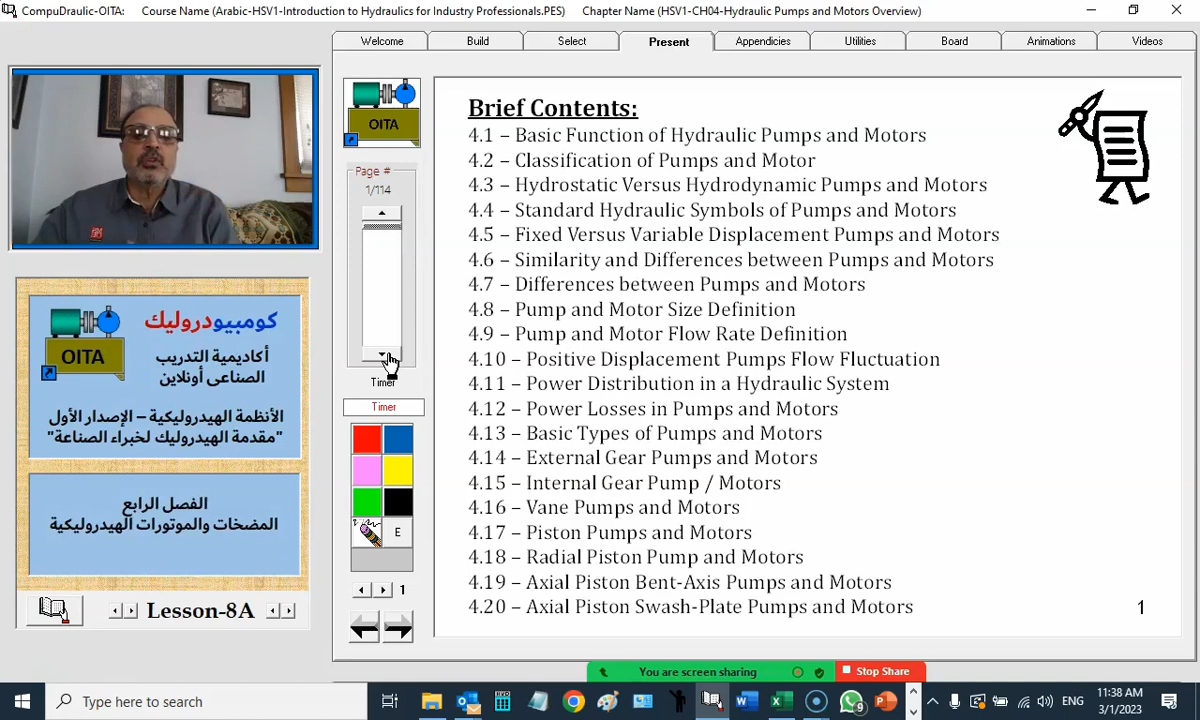 CompuDraulic-OITA: Course Name (Arabic-HSV1-Introduction to Hydraulics for Industry Professionals.PES) Chapter Name (HSV1-CH04-Hydraulic Pumps and Motors Overview)
Welcome Build Select Present Appendicies Utilities Board Animations Videos
OITA
Page #
1/114
Timer
Timer
E
1
كومبيودروليك
OITA
أكاديمية التدريب
الصناعى أونلاين
الأنظمة الهيدروليكية – الإصدار الأول
"مقدمة الهيدروليك لخبراء الصناعة"
الفصل الرابع
المضخات والموتورات الهيدروليكية
Lesson-8A
Brief Contents:
4.1 – Basic Function of Hydraulic Pumps and Motors
4.2 – Classification of Pumps and Motor
4.3 – Hydrostatic Versus Hydrodynamic Pumps and Motors
4.4 – Standard Hydraulic Symbols of Pumps and Motors
4.5 – Fixed Versus Variable Displacement Pumps and Motors
4.6 – Similarity and Differences between Pumps and Motors
4.7 – Differences between Pumps and Motors
4.8 – Pump and Motor Size Definition
4.9 – Pump and Motor Flow Rate Definition
4.10 – Positive Displacement Pumps Flow Fluctuation
4.11 – Power Distribution in a Hydraulic System
4.12 – Power Losses in Pumps and Motors
4.13 – Basic Types of Pumps and Motors
4.14 – External Gear Pumps and Motors
4.15 – Internal Gear Pump / Motors
4.16 – Vane Pumps and Motors
4.17 – Piston Pumps and Motors
4.18 – Radial Piston Pump and Motors
4.19 – Axial Piston Bent-Axis Pumps and Motors
4.20 – Axial Piston Swash-Plate Pumps and Motors
1
You are screen sharing Stop Share
Type here to search
9
ENG
11:38 AM
3/1/2023